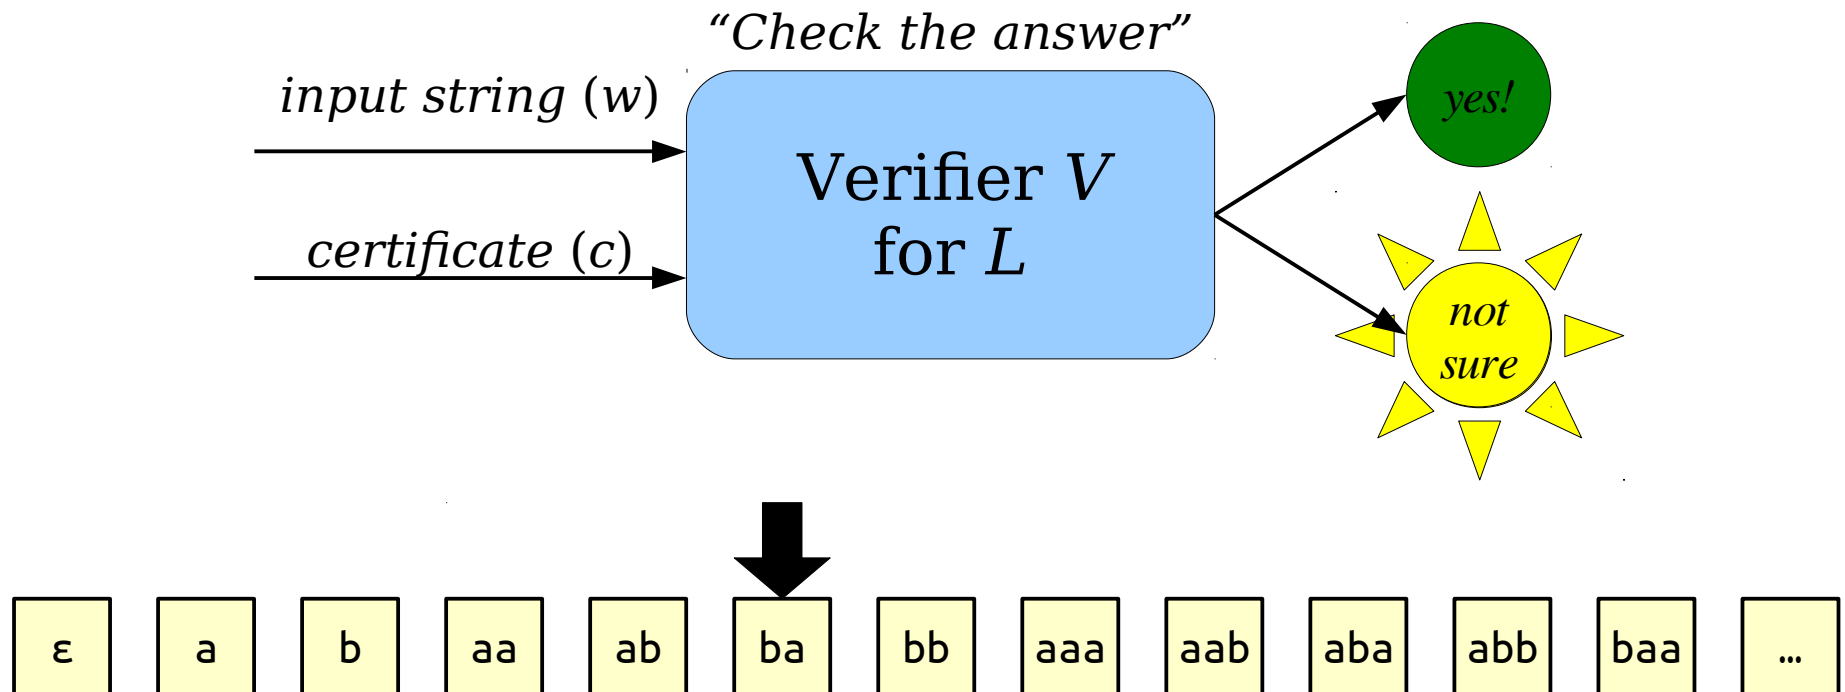 “Check the answer”
input string (w)
certificate (c)
Verifier V
for L
yes!
not
sure
ε a b aa ab ba bb aaa aab aba abb baa …